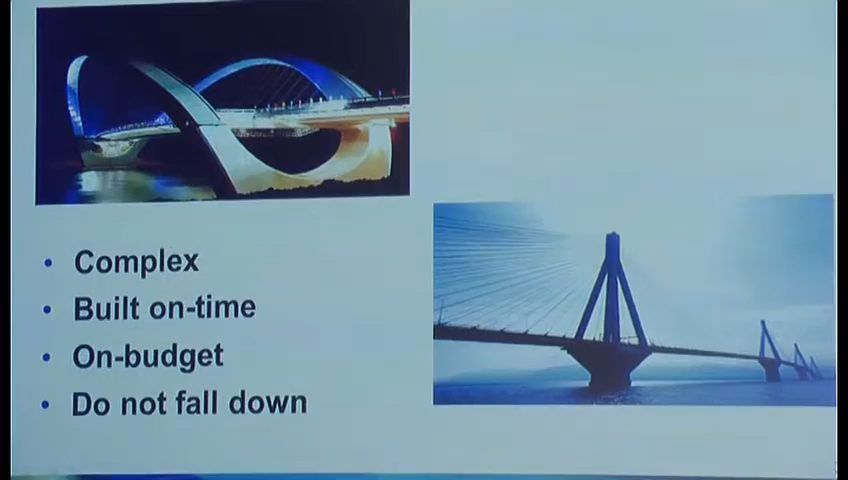 • Complex
• Built on-time
• On-budget
• Do not fall down